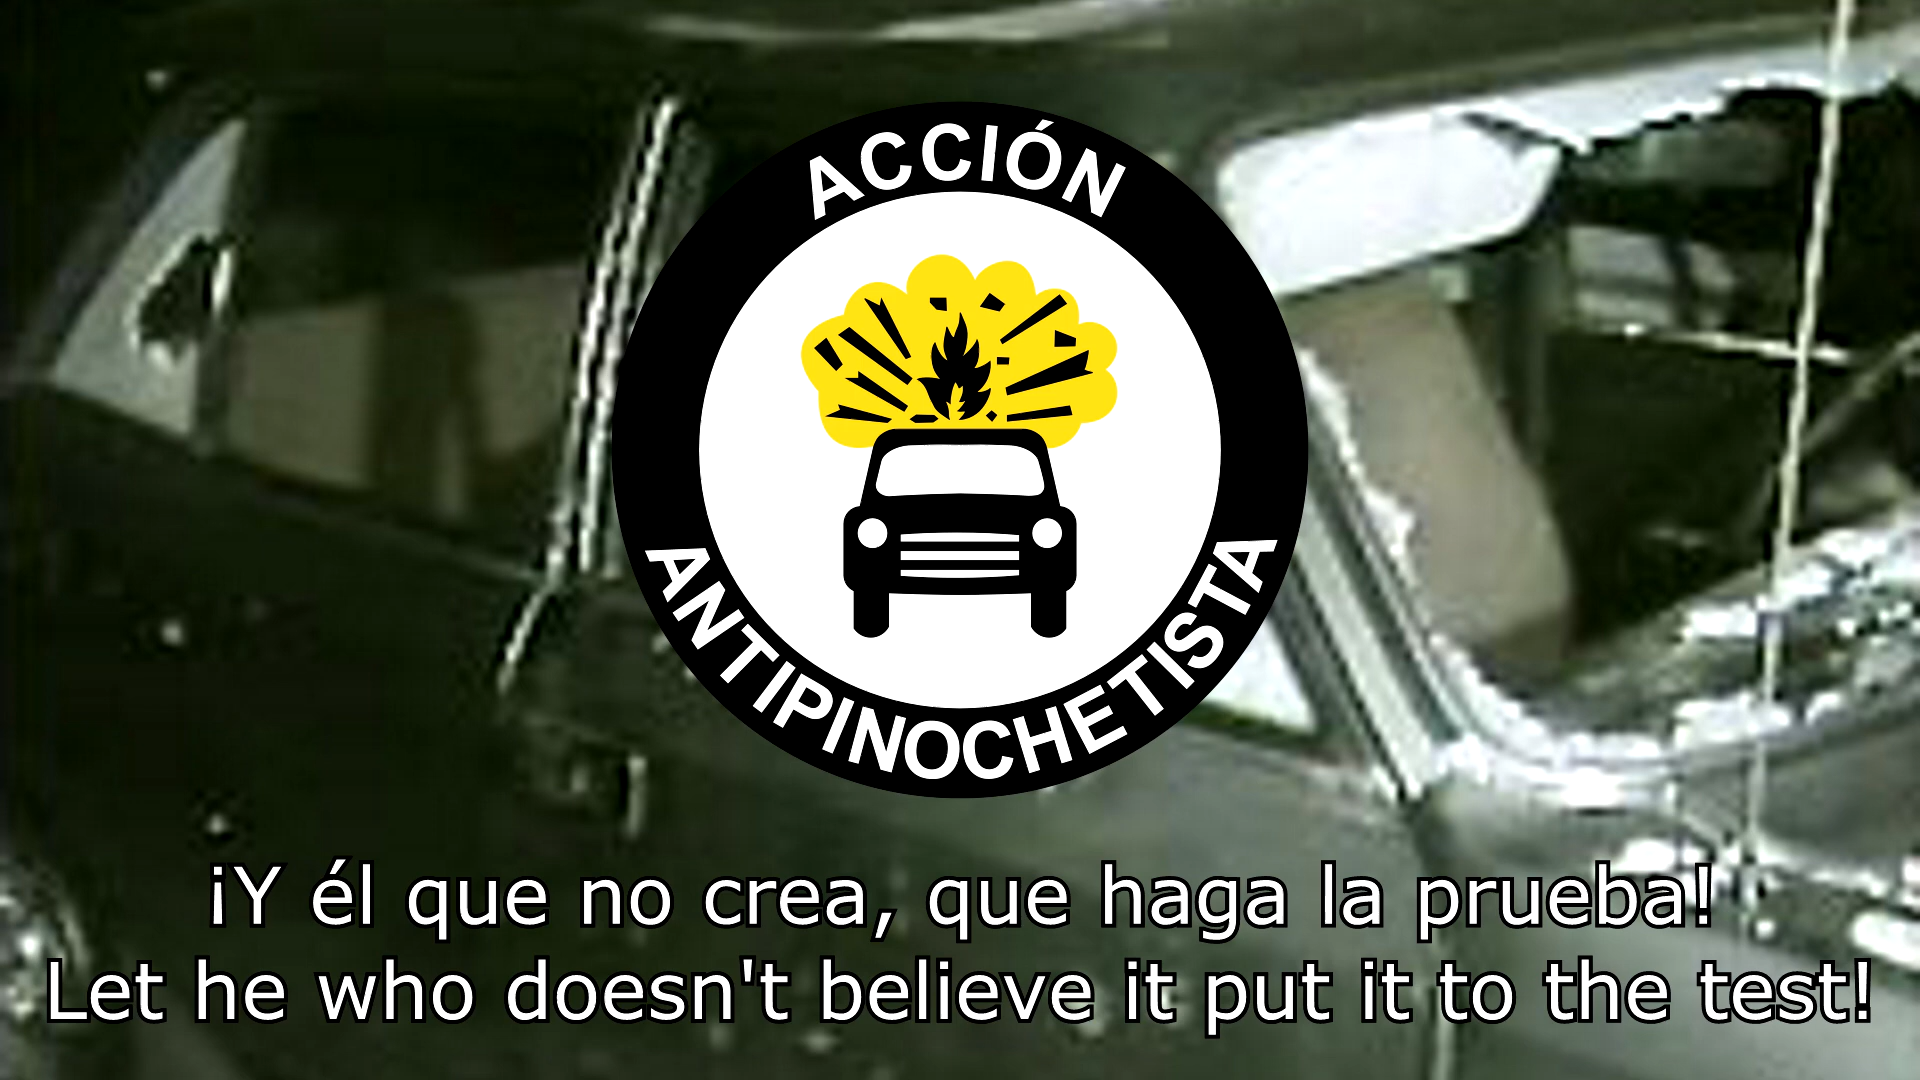 ACCIÓN
ANTIPINOCHETISTA
¡Y él que no crea, que haga la prueba!
Let he who doesn't believe it put it to the test!